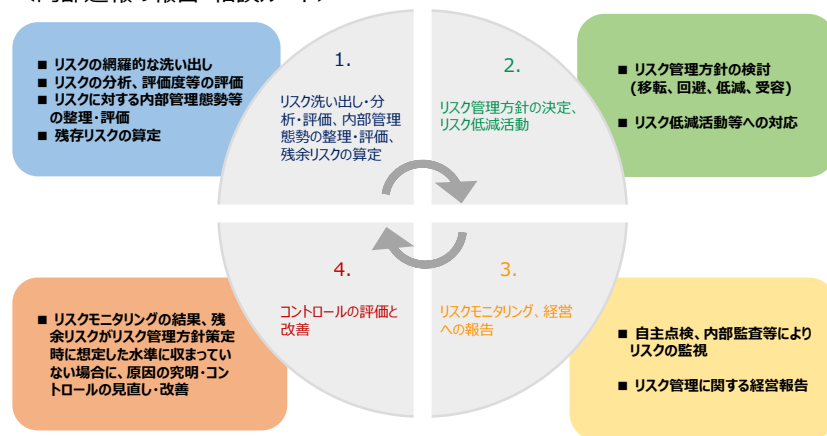 ■ リスクの網羅的な洗い出し
■ リスクの分析、評価度等の評価
■ リスクに対する内部管理態勢等
の整理・評価
■ 残存リスクの算定
1.
リスク洗い出し・分
析・評価、内部管理
態勢の整理・評価、
残余リスクの算定
2.
リスク管理方針の決定、
リスク低減活動
■ リスク管理方針の検討
(移転、回避、低減、受容)
■ リスク低減活動等への対応
■ リスクモニタリングの結果、残
余リスクがリスク管理方針策定
時に想定した水準に収まってい
ない場合に、原因の究明・コン
トロールの見直し・改善
4.
コントロールの評価と
改善
3.
リスクモニタリング、経営
への報告
■ 自主点検、内部監査等により
リスクの監視
■ リスク管理に関する経営報告